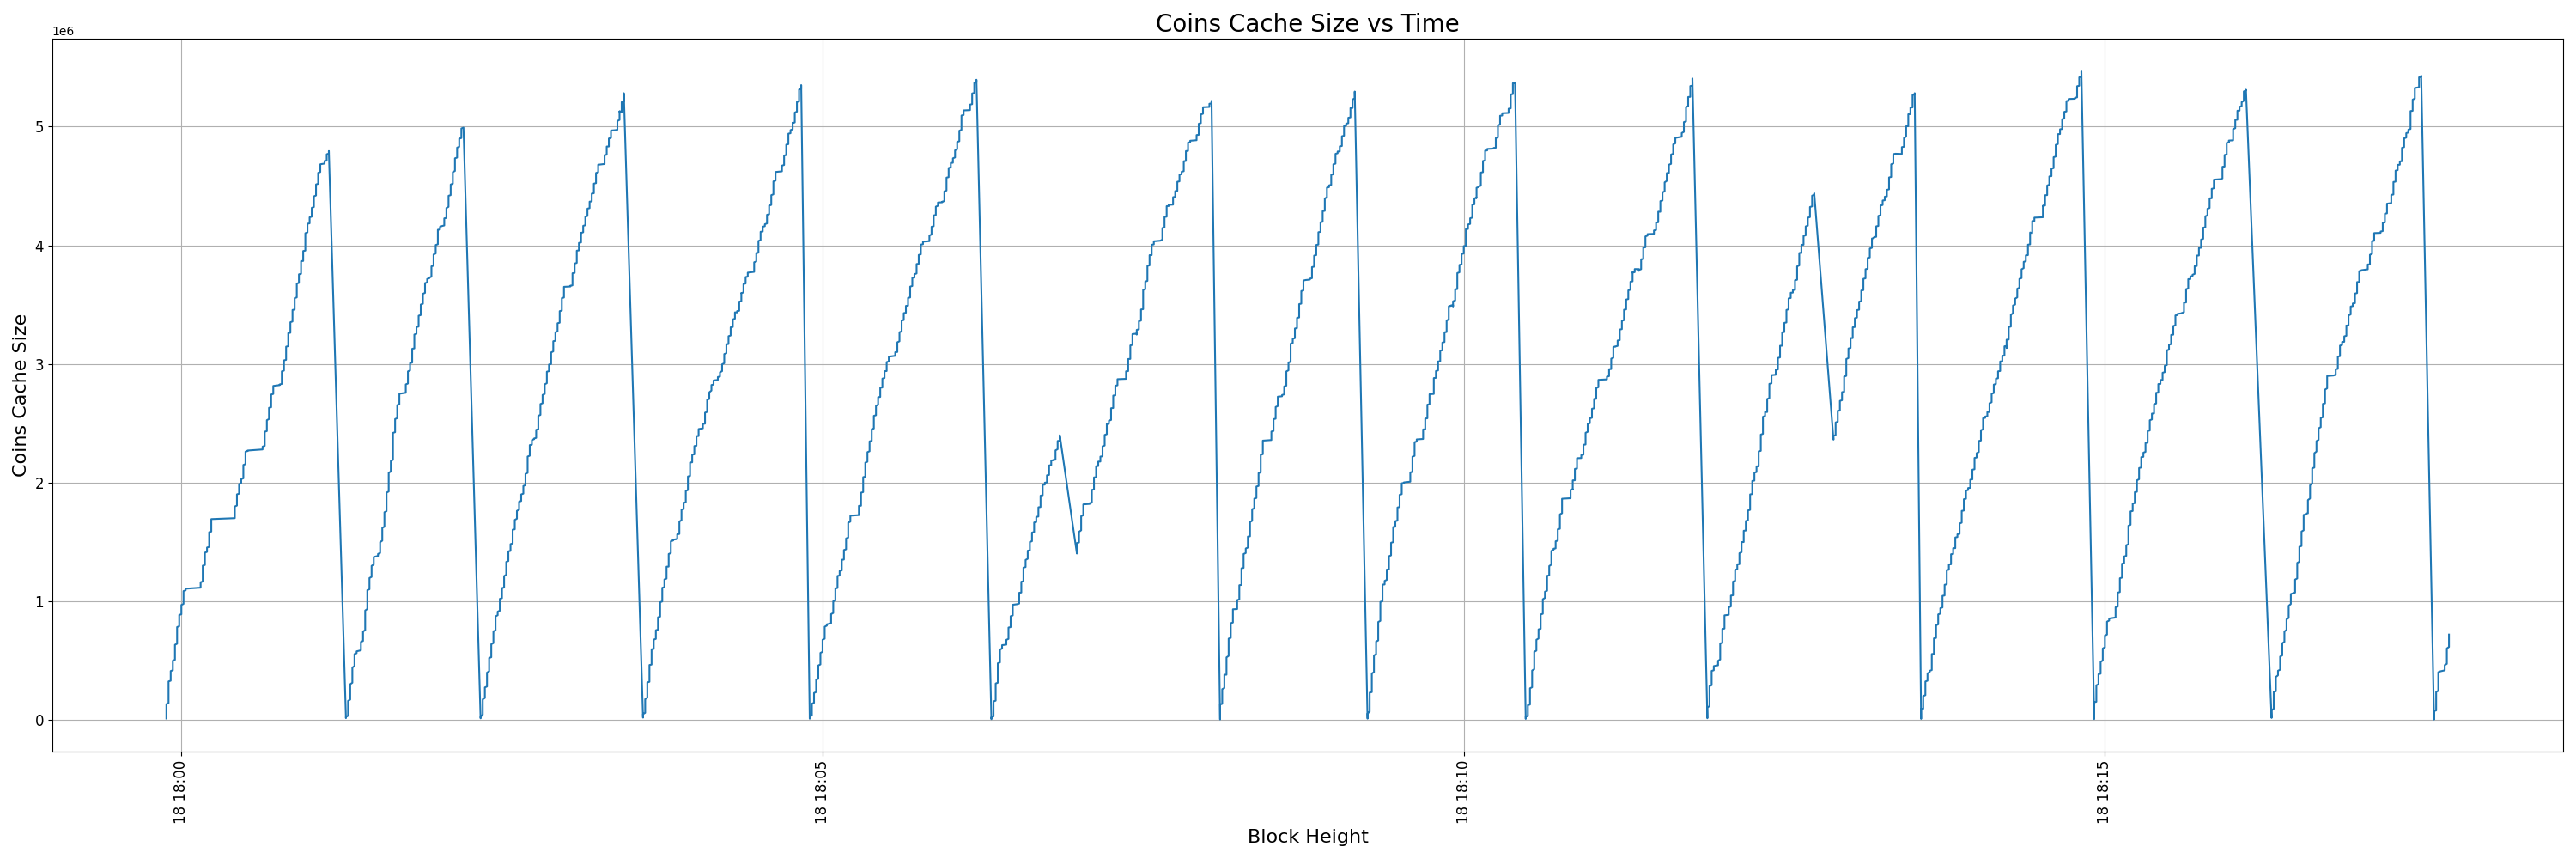 Coins Cache Size vs Time
1e6
Coins Cache Size
5
4
3
2
1
0
18 18:00
18 18:05
18 18:10
18 18:15
Block Height